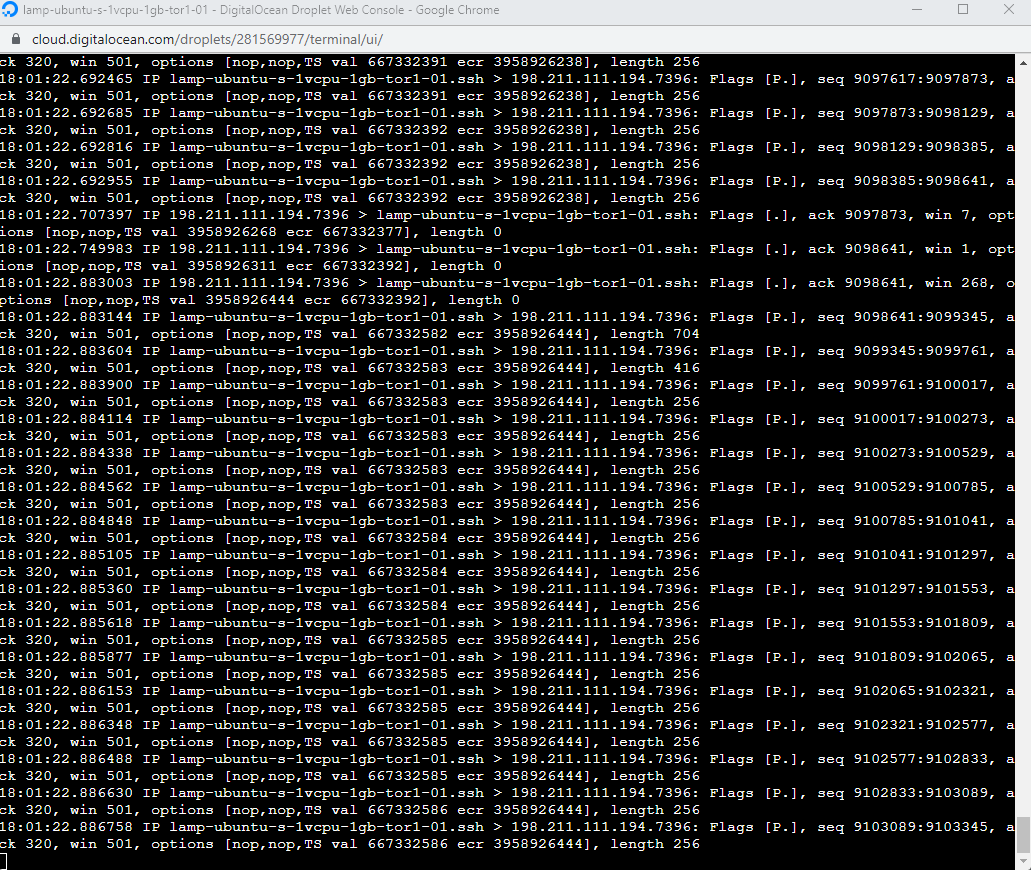 lamp-ubuntu-s-1vcpu-1gb-tor1-01 - DigitalOcean Droplet Web Console - Google Chrome
cloud.digitalocean.com/droplets/281569977/terminal/ui/
ck 320, win 501, options [nop,nop,TS val 667332391 ecr 3958926238], length 256
18:01:22.692465 IP lamp-ubuntu-s-1vcpu-1gb-tor1-01.ssh > 198.211.111.194.7396: Flags [P.], seq 9097617:9097873, a
ck 320, win 501, options [nop,nop,TS val 667332391 ecr 3958926238], length 256
18:01:22.692685 IP lamp-ubuntu-s-1vcpu-1gb-tor1-01.ssh > 198.211.111.194.7396: Flags [P.], seq 9097873:9098129, a
ck 320, win 501, options [nop,nop,TS val 667332392 ecr 3958926238], length 256
18:01:22.692816 IP lamp-ubuntu-s-1vcpu-1gb-tor1-01.ssh > 198.211.111.194.7396: Flags [P.], seq 9098129:9098385, a
ck 320, win 501, options [nop,nop,TS val 667332392 ecr 3958926238], length 256
18:01:22.692955 IP lamp-ubuntu-s-1vcpu-1gb-tor1-01.ssh > 198.211.111.194.7396: Flags [P.], seq 9098385:9098641, a
ck 320, win 501, options [nop,nop,TS val 667332392 ecr 3958926238], length 256
18:01:22.707397 IP 198.211.111.194.7396 > lamp-ubuntu-s-1vcpu-1gb-tor1-01.ssh: Flags [.], ack 9097873, win 7, opt
ions [nop,nop,TS val 3958926268 ecr 667332377], length 0
18:01:22.749983 IP 198.211.111.194.7396 > lamp-ubuntu-s-1vcpu-1gb-tor1-01.ssh: Flags [.], ack 9098641, win 1, opt
ions [nop,nop,TS val 3958926311 ecr 667332392], length 0
18:01:22.883003 IP 198.211.111.194.7396 > lamp-ubuntu-s-1vcpu-1gb-tor1-01.ssh: Flags [.], ack 9098641, win 268, o
ptions [nop,nop,TS val 3958926444 ecr 667332392], length 0
18:01:22.883144 IP lamp-ubuntu-s-1vcpu-1gb-tor1-01.ssh > 198.211.111.194.7396: Flags [P.], seq 9098641:9099345, a
ck 320, win 501, options [nop,nop,TS val 667332582 ecr 3958926444], length 704
18:01:22.883604 IP lamp-ubuntu-s-1vcpu-1gb-tor1-01.ssh > 198.211.111.194.7396: Flags [P.], seq 9099345:9099761, a
ck 320, win 501, options [nop,nop,TS val 667332583 ecr 3958926444], length 416
18:01:22.883900 IP lamp-ubuntu-s-1vcpu-1gb-tor1-01.ssh > 198.211.111.194.7396: Flags [P.], seq 9099761:9100017, a
ck 320, win 501, options [nop,nop,TS val 667332583 ecr 3958926444], length 256
18:01:22.884114 IP lamp-ubuntu-s-1vcpu-1gb-tor1-01.ssh > 198.211.111.194.7396: Flags [P.], seq 9100017:9100273, a
ck 320, win 501, options [nop,nop,TS val 667332583 ecr 3958926444], length 256
18:01:22.884338 IP lamp-ubuntu-s-1vcpu-1gb-tor1-01.ssh > 198.211.111.194.7396: Flags [P.], seq 9100273:9100529, a
ck 320, win 501, options [nop,nop,TS val 667332583 ecr 3958926444], length 256
18:01:22.884562 IP lamp-ubuntu-s-1vcpu-1gb-tor1-01.ssh > 198.211.111.194.7396: Flags [P.], seq 9100529:9100785, a
ck 320, win 501, options [nop,nop,TS val 667332583 ecr 3958926444], length 256
18:01:22.884848 IP lamp-ubuntu-s-1vcpu-1gb-tor1-01.ssh > 198.211.111.194.7396: Flags [P.], seq 9100785:9101041, a
ck 320, win 501, options [nop,nop,TS val 667332584 ecr 3958926444], length 256
18:01:22.885105 IP lamp-ubuntu-s-1vcpu-1gb-tor1-01.ssh > 198.211.111.194.7396: Flags [P.], seq 9101041:9101297, a
ck 320, win 501, options [nop,nop,TS val 667332584 ecr 3958926444], length 256
18:01:22.885360 IP lamp-ubuntu-s-1vcpu-1gb-tor1-01.ssh > 198.211.111.194.7396: Flags [P.], seq 9101297:9101553, a
ck 320, win 501, options [nop,nop,TS val 667332584 ecr 3958926444], length 256
18:01:22.885618 IP lamp-ubuntu-s-1vcpu-1gb-tor1-01.ssh > 198.211.111.194.7396: Flags [P.], seq 9101553:9101809, a
ck 320, win 501, options [nop,nop,TS val 667332585 ecr 3958926444], length 256
18:01:22.885877 IP lamp-ubuntu-s-1vcpu-1gb-tor1-01.ssh > 198.211.111.194.7396: Flags [P.], seq 9101809:9102065, a
ck 320, win 501, options [nop,nop,TS val 667332585 ecr 3958926444], length 256
18:01:22.886153 IP lamp-ubuntu-s-1vcpu-1gb-tor1-01.ssh > 198.211.111.194.7396: Flags [P.], seq 9102065:9102321, a
ck 320, win 501, options [nop,nop,TS val 667332585 ecr 3958926444], length 256
18:01:22.886348 IP lamp-ubuntu-s-1vcpu-1gb-tor1-01.ssh > 198.211.111.194.7396: Flags [P.], seq 9102321:9102577, a
ck 320, win 501, options [nop,nop,TS val 667332585 ecr 3958926444], length 256
18:01:22.886488 IP lamp-ubuntu-s-1vcpu-1gb-tor1-01.ssh > 198.211.111.194.7396: Flags [P.], seq 9102577:9102833, a
ck 320, win 501, options [nop,nop,TS val 667332585 ecr 3958926444], length 256
18:01:22.886630 IP lamp-ubuntu-s-1vcpu-1gb-tor1-01.ssh > 198.211.111.194.7396: Flags [P.], seq 9102833:9103089, a
ck 320, win 501, options [nop,nop,TS val 667332586 ecr 3958926444], length 256
18:01:22.886758 IP lamp-ubuntu-s-1vcpu-1gb-tor1-01.ssh > 198.211.111.194.7396: Flags [P.], seq 9103089:9103345, a
ck 320, win 501, options [nop,nop,TS val 667332586 ecr 3958926444], length 256